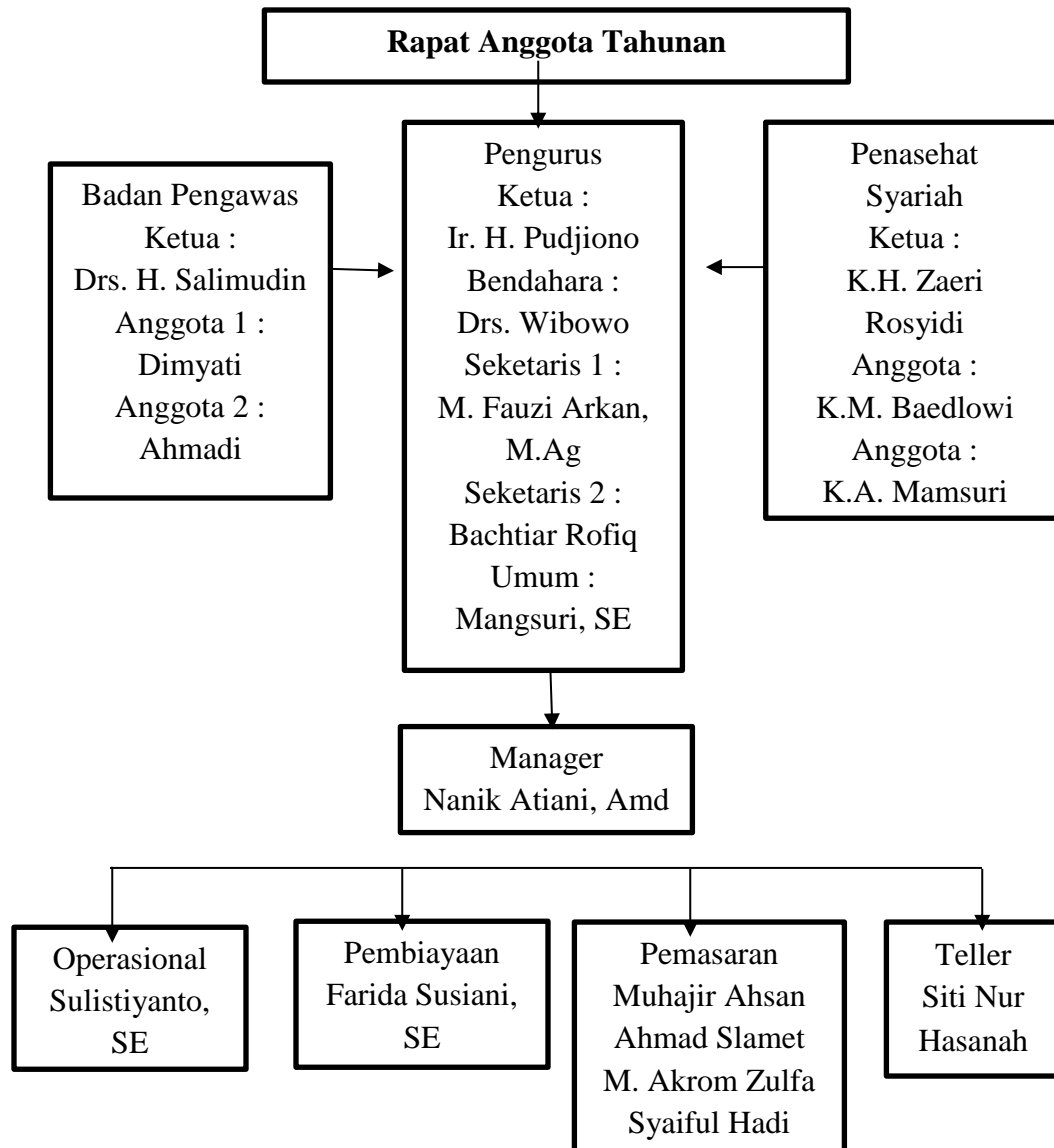 Rapat Anggota Tahunan
Badan Pengawas
Ketua :
Drs. H. Salimudin
Anggota 1 :
Dimyati
Anggota 2 :
Ahmadi
Pengurus
Ketua :
Ir. H. Pudjiono
Bendahara :
Drs. Wibowo
Seketaris 1 :
M. Fauzi Arkan,
M.Ag
Seketaris 2 :
Bachtiar Rofiq
Umum :
Mangsuri, SE
Penasehat
Syariah
Ketua :
K.H. Zaeri
Rosyidi
Anggota :
K.M. Baedlowi
Anggota :
K.A. Mamsuri
Manager
Nanik Atiani, Amd
Operasional
Sulistiyanto,
SE
Pembiayaan
Farida Susiani,
SE
Pemasaran
Muhajir Ahsan
Ahmad Slamet
M. Akrom Zulfa
Syaiful Hadi
Teller
Siti Nur
Hasanah